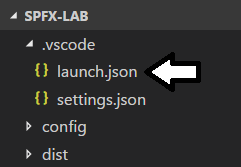 SPFX-LAB
.vscode
{ } launch.json
{ } settings.json
config
dist